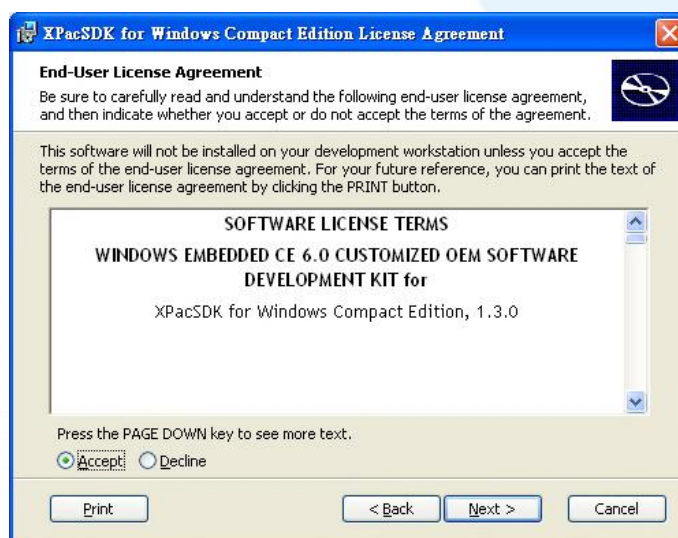 XPacSDK for Windows Compact Edition License Agreement
End-User License Agreement
Be sure to carefully read and understand the following end-user license agreement,
and then indicate whether you accept or do not accept the terms of the agreement.
This software will not be installed on your development workstation unless you accept the
terms of the end-user license agreement. For your future reference, you can print the text of
the end-user license agreement by clicking the PRINT button.
SOFTWARE LICENSE TERMS
WINDOWS EMBEDDED CE 6.0 CUSTOMIZED OEM SOFTWARE
DEVELOPMENT KIT for
XPacSDK for Windows Compact Edition, 1.3.0
Press the PAGE DOWN key to see more text.
Accept Decline
Print < Back Next > Cancel